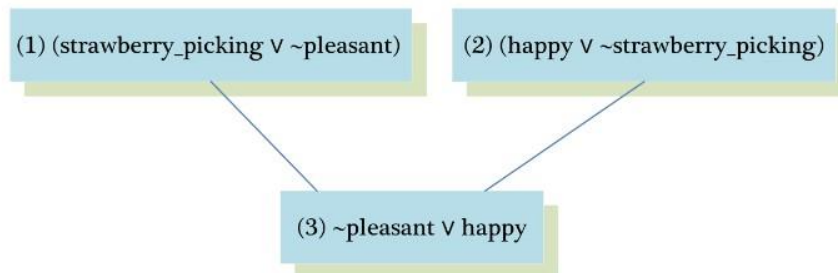 (1) (strawberry_picking ∨ ~pleasant)
(2) (happy ∨ ~strawberry_picking)
(3) ~pleasant ∨ happy